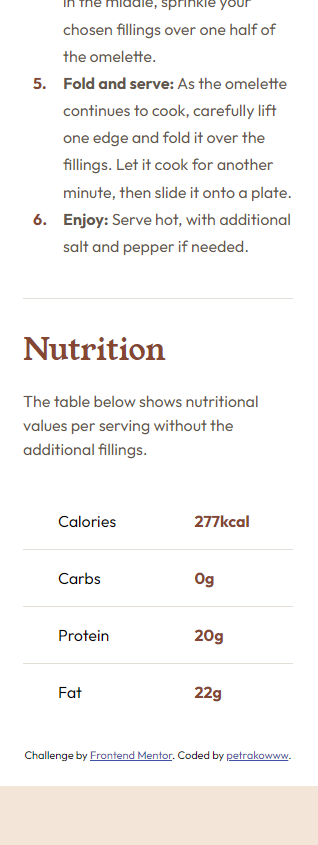 in the middle, sprinkle your
chosen fillings over one half of
the omelette.
5. Fold and serve: As the omelette
continues to cook, carefully lift
one edge and fold it over the
fillings. Let it cook for another
minute, then slide it onto a plate.
6. Enjoy: Serve hot, with additional
salt and pepper if needed.
Nutrition
The table below shows nutritional
values per serving without the
additional fillings.
Calories 277kcal
Carbs 0g
Protein 20g
Fat 22g
Challenge by Frontend Mentor. Coded by petrakowww.